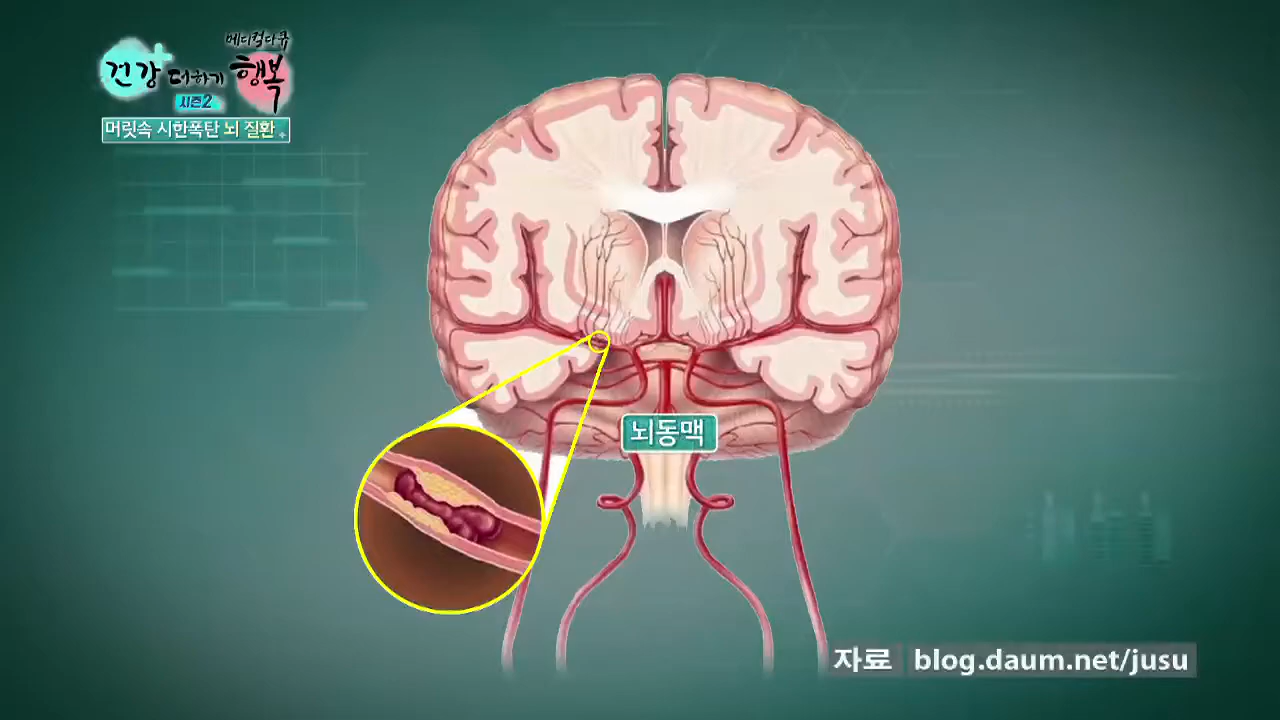 메디컬다큐
건강 더하기 행복
시즌2
머릿속 시한폭탄 뇌 질환
뇌동맥
자료 blog.daum.net/jusu